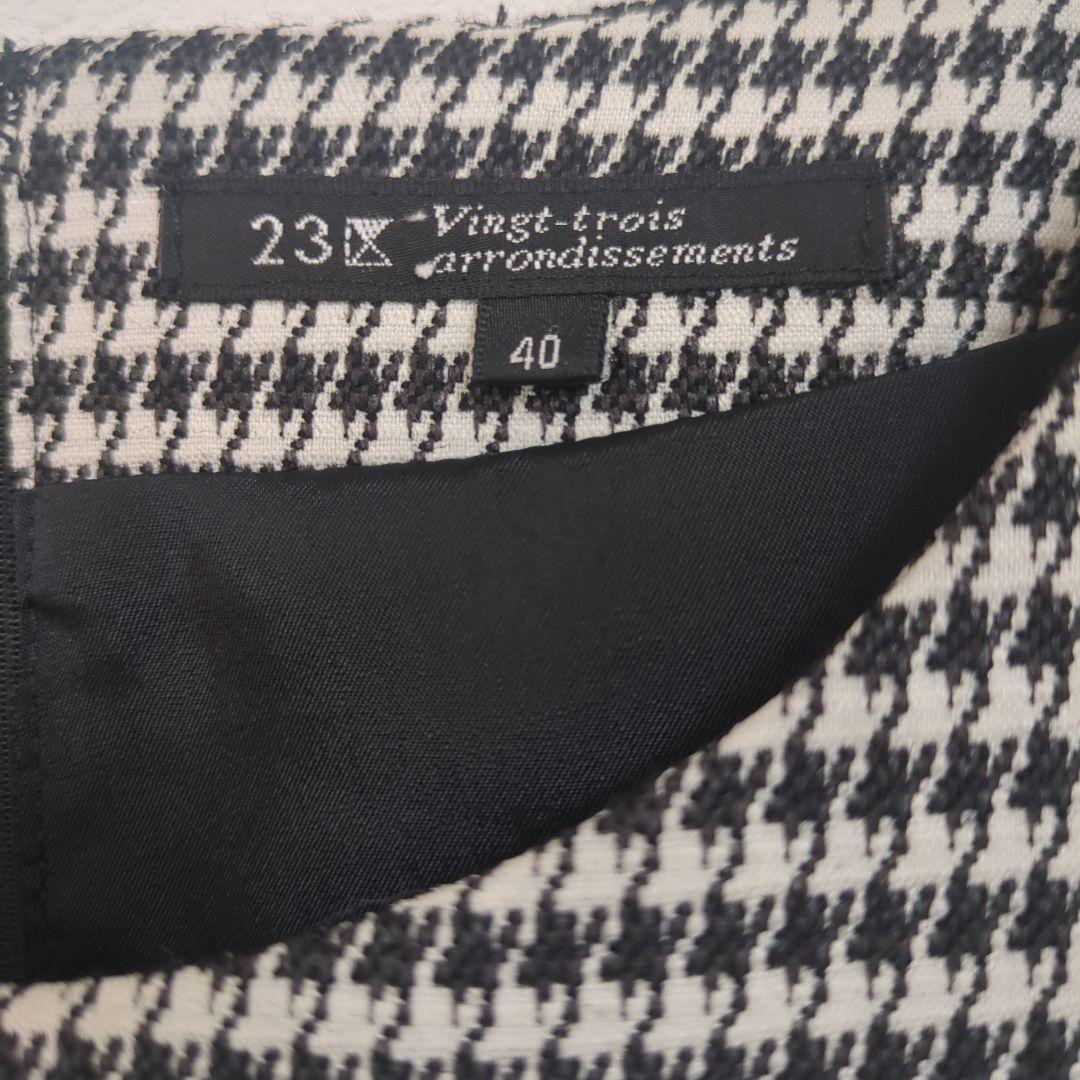 23区 Vingt-trois
arrondissements
40